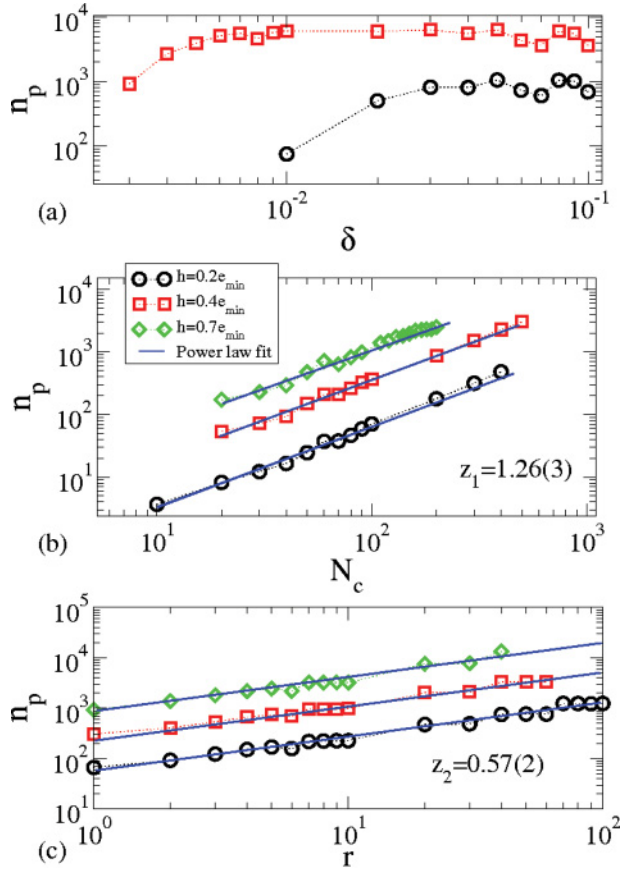 10^4
10^3
10^2
n_p
10^-2
10^-1
(a)
δ
h=0.2e_min
h=0.4e_min
h=0.7e_min
Power law fit
10^4
10^3
10^2
10^1
n_p
z_1=1.26(3)
10^1
10^2
10^3
(b)
N_c
10^5
10^4
10^3
10^2
10^1
n_p
z_2=0.57(2)
10^0
10^1
10^2
(c)
r